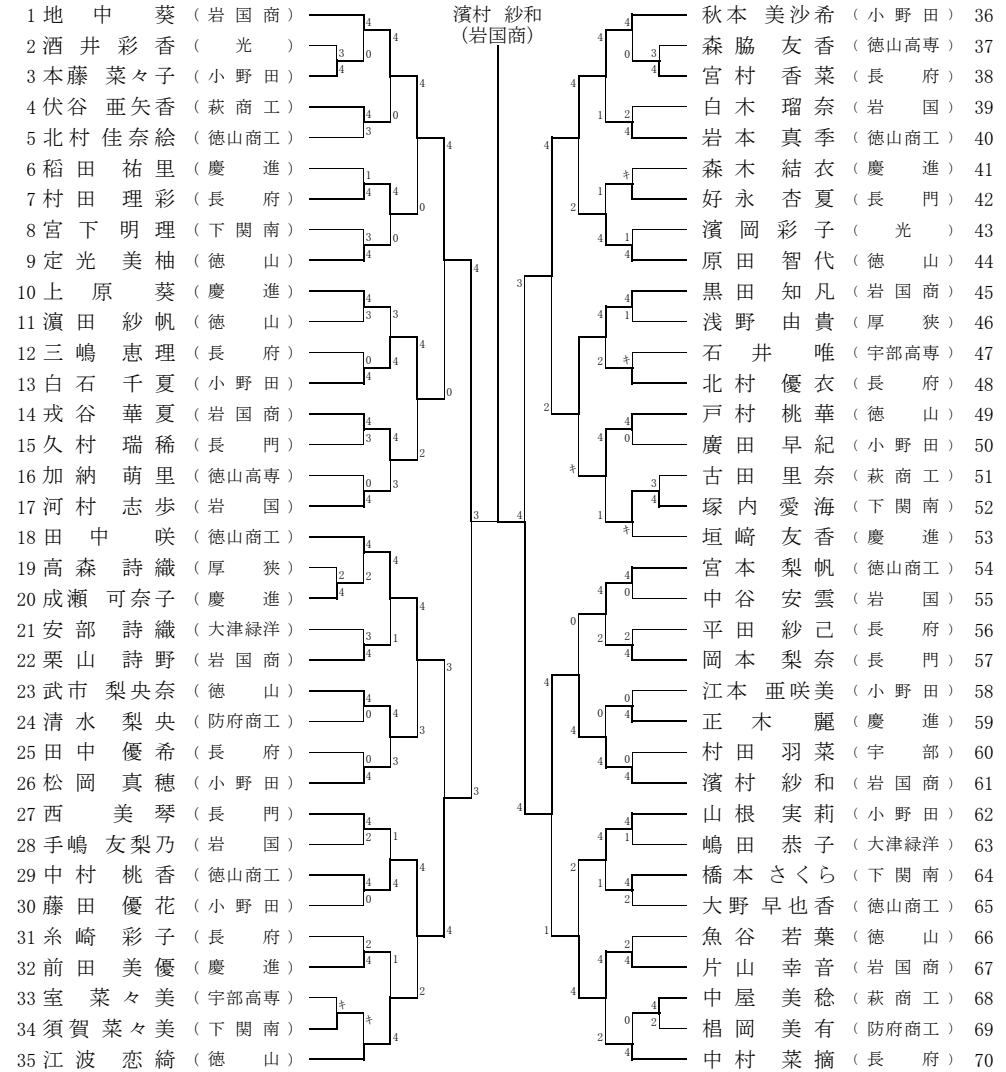 濱村 紗和
(岩国商)
1 地中 葵 (岩国商)
2 酒井 彩香 (光)
3 本藤 菜々子 (小野田)
4 伏谷 亜矢香 (萩商工)
5 北村 佳奈絵 (徳山商工)
6 稲田 祐里 (慶進)
7 村田 理彩 (長府)
8 宮下 明理 (下関南)
9 定光 美柚 (徳山)
10 上原 葵 (慶進)
11 濵田 紗帆 (徳山)
12 三嶋 恵理 (長府)
13 白石 千夏 (小野田)
14 戎谷 華夏 (岩国商)
15 久村 瑞稀 (長門)
16 加納 萌里 (徳山高専)
17 河村 志歩 (岩国)
18 田中 咲 (徳山商工)
19 高森 詩織 (厚狭)
20 成瀬 可奈子 (慶進)
21 安部 詩織 (大津緑洋)
22 栗山 詩野 (岩国商)
23 武市 梨央奈 (徳山)
24 清水 梨央 (防府商工)
25 田中 優希 (長府)
26 松岡 真穂 (小野田)
27 西 美琴 (長門)
28 手嶋 友梨乃 (岩国)
29 中村 桃香 (徳山商工)
30 藤田 優花 (小野田)
31 糸崎 彩子 (長府)
32 前田 美優 (慶進)
33 室 菜々美 (宇部高専)
34 須賀 菜々美 (下関南)
35 江波 恋綺 (徳山)
秋本 美沙希 (小野田) 36
森脇 友香 (徳山高専) 37
宮村 香菜 (長府) 38
白木 瑠奈 (岩国) 39
岩本 真季 (徳山商工) 40
森木 結衣 (慶進) 41
好永 杏夏 (長門) 42
濱岡 彩子 (光) 43
原田 智代 (徳山) 44
黒田 知凡 (岩国商) 45
浅野 由貴 (厚狭) 46
石井 唯 (宇部高専) 47
北村 優衣 (長府) 48
戸村 桃華 (徳山) 49
廣田 早紀 (小野田) 50
古田 里奈 (萩商工) 51
塚内 愛海 (下関南) 52
垣﨑 友香 (慶進) 53
宮本 梨帆 (徳山商工) 54
中谷 安雲 (岩国) 55
平田 紗己 (長府) 56
岡本 梨奈 (長門) 57
江本 亜咲美 (小野田) 58
正木 麗 (慶進) 59
村田 羽菜 (宇部) 60
濱村 紗和 (岩国商) 61
山根 実莉 (小野田) 62
嶋田 恭子 (大津緑洋) 63
橋本 さくら (下関南) 64
大野 早也香 (徳山商工) 65
魚谷 若葉 (徳山) 66
片山 幸音 (岩国商) 67
中屋 美稔 (萩商工) 68
椙岡 美有 (防府商工) 69
中村 菜摘 (長府) 70